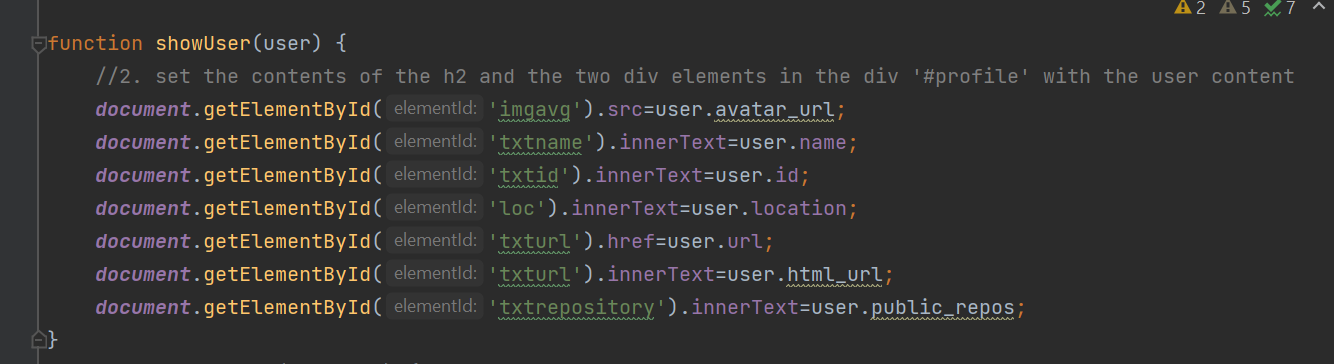 2 5 7
function showUser(user) {
//2. set the contents of the h2 and the two div elements in the div '#profile' with the user content
document.getElementById( elementId: 'imgavg').src=user.avatar_url;
document.getElementById( elementId: 'txtname').innerText=user.name;
document.getElementById( elementId: 'txtid').innerText=user.id;
document.getElementById( elementId: 'loc').innerText=user.location;
document.getElementById( elementId: 'txturl').href=user.url;
document.getElementById( elementId: 'txturl').innerText=user.html_url;
document.getElementById( elementId: 'txtrepository').innerText=user.public_repos;
}